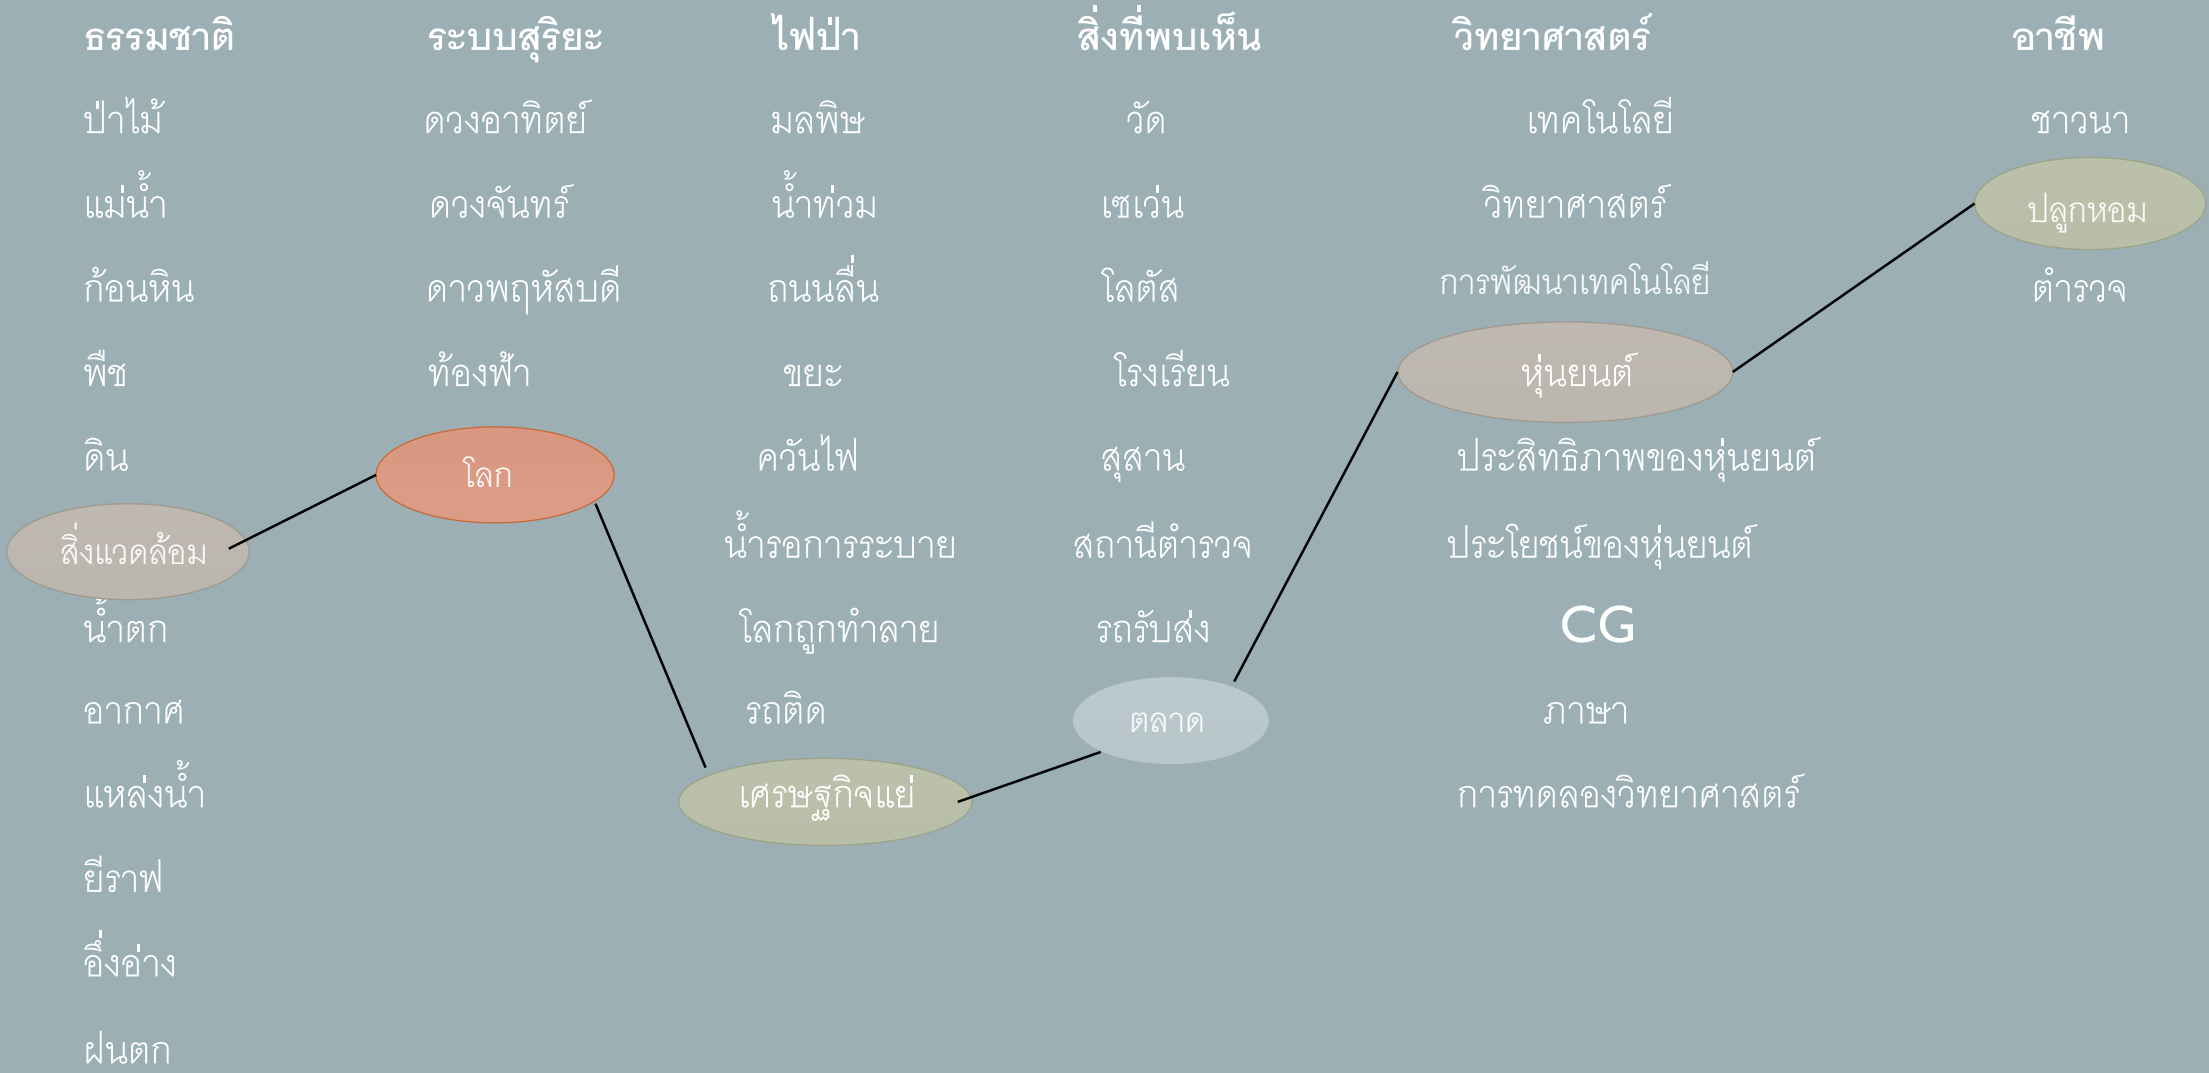 ธรรมชาติ
ป่าไม้
แม่น้ำ
ก้อนหิน
พืช
ดิน
สิ่งแวดล้อม
น้ำตก
อากาศ
แหล่งน้ำ
ยีราฟ
อึ่งอ่าง
ฝนตก
ระบบสุริยะ
ดวงอาทิตย์
ดวงจันทร์
ดาวพฤหัสบดี
ท้องฟ้า
โลก
ไฟป่า
มลพิษ
น้ำท่วม
ถนนลื่น
ขยะ
ควันไฟ
น้ำรอการระบาย
โลกถูกทำลาย
รถติด
เศรษฐกิจแย่
สิ่งที่พบเห็น
วัด
เซเว่น
โลตัส
โรงเรียน
สุสาน
สถานีตำรวจ
รถรับส่ง
ตลาด
วิทยาศาสตร์
เทคโนโลยี
วิทยาศาสตร์
การพัฒนาเทคโนโลยี
หุ่นยนต์
ประสิทธิภาพของหุ่นยนต์
ประโยชน์ของหุ่นยนต์
CG
ภาษา
การทดลองวิทยาศาสตร์
อาชีพ
ชาวนา
ปลูกหอม
ตำรวจ